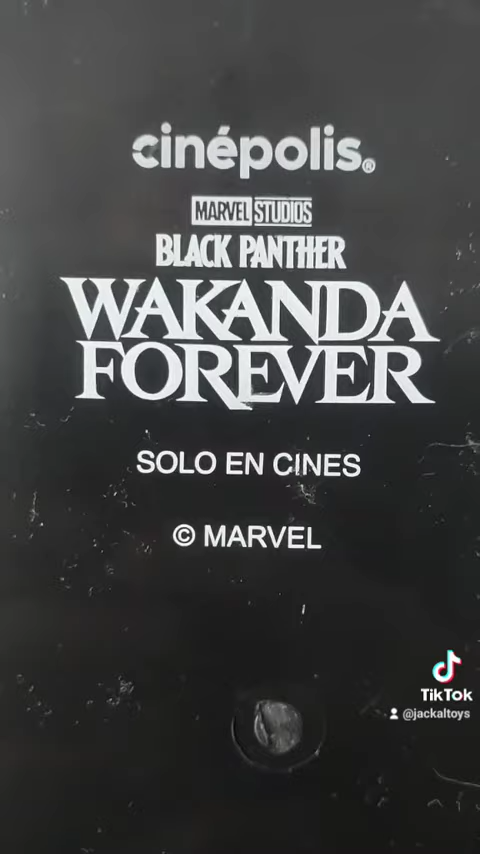 cinépolis®
MARVEL STUDIOS
BLACK PANTHER
WAKANDA
FOREVER
SOLO EN CINES
© MARVEL
TikTok
@jackaltoys